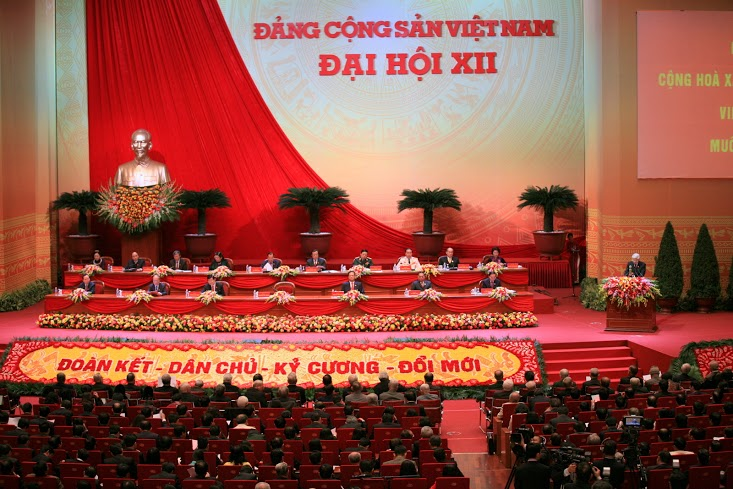 ĐẢNG CỘNG SẢN VIỆT NAM
ĐẠI HỘI XII
CỘNG HOÀ X
VI
MUÔ
ĐOÀN KẾT - DÂN CHỦ - KỶ CƯƠNG - ĐỔI MỚI